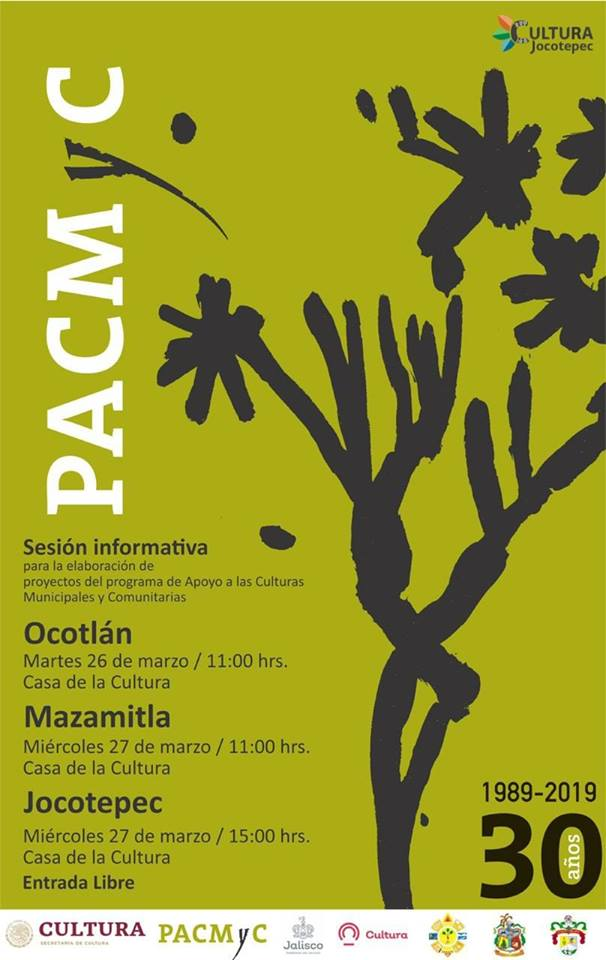 CULTURA
Jocotepec
PACMyC
Sesión informativa
para la elaboración de
proyectos del programa de Apoyo a las Culturas
Municipales y Comunitarias
Ocotlán
Martes 26 de marzo / 11:00 hrs.
Casa de la Cultura
Mazamitla
Miércoles 27 de marzo / 11:00 hrs.
Casa de la Cultura
Jocotepec
Miércoles 27 de marzo / 15:00 hrs.
Casa de la Cultura
Entrada Libre
1989-2019
30
años
CULTURA
SECRETARÍA DE CULTURA
PACMyC
Jalisco
Cultura